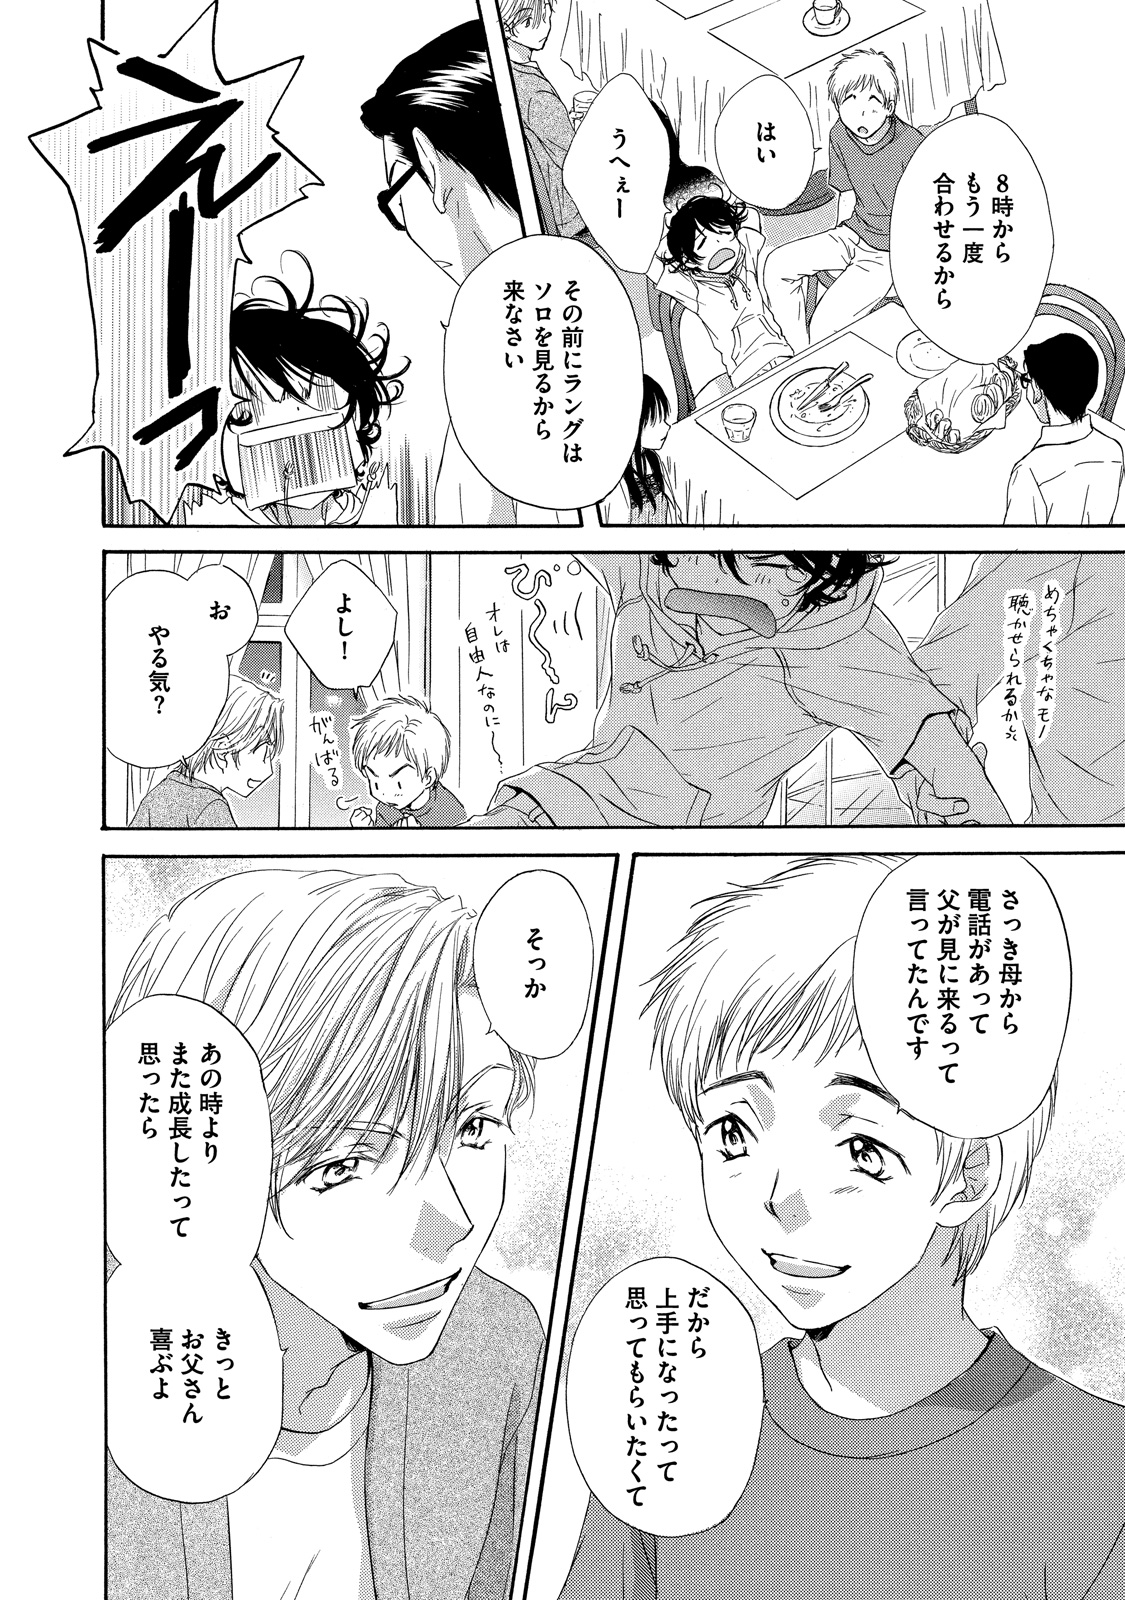 8時から
もう一度
合わせるから
はい
うへぇー
その前にラングは
ソロを見るから
来なさい
えーっ
めちゃくちゃなモノ
聴かせられるか
ひーん
オレは
自由人なのに〜
よし！
がんばる
お
やる気？
さっき母から
電話があって
父が見に来るって
言ってたんです
だから
上手になったって
思ってもらいたくて
そっか
あの時より
また成長したって
思ったら
きっと
お父さん
喜ぶよ